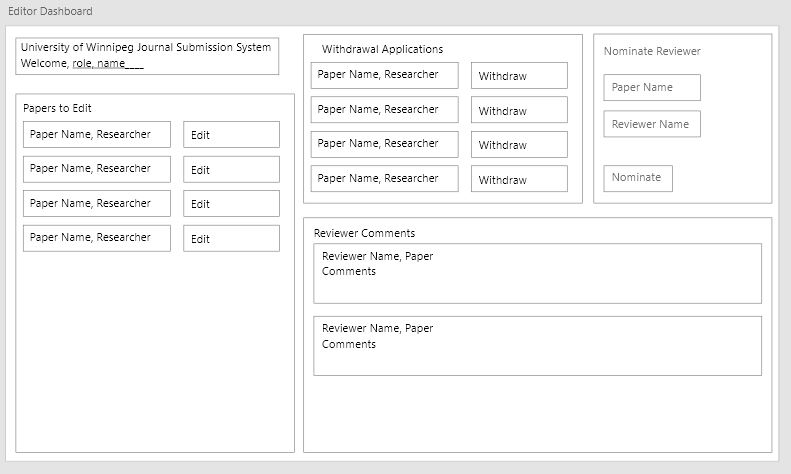 Editor Dashboard
University of Winnipeg Journal Submission System
Welcome, role, name____
Papers to Edit
Paper Name, Researcher
Edit
Paper Name, Researcher
Edit
Paper Name, Researcher
Edit
Paper Name, Researcher
Edit
Withdrawal Applications
Paper Name, Researcher
Withdraw
Paper Name, Researcher
Withdraw
Paper Name, Researcher
Withdraw
Paper Name, Researcher
Withdraw
Nominate Reviewer
Paper Name
Reviewer Name
Nominate
Reviewer Comments
Reviewer Name, Paper
Comments
Reviewer Name, Paper
Comments